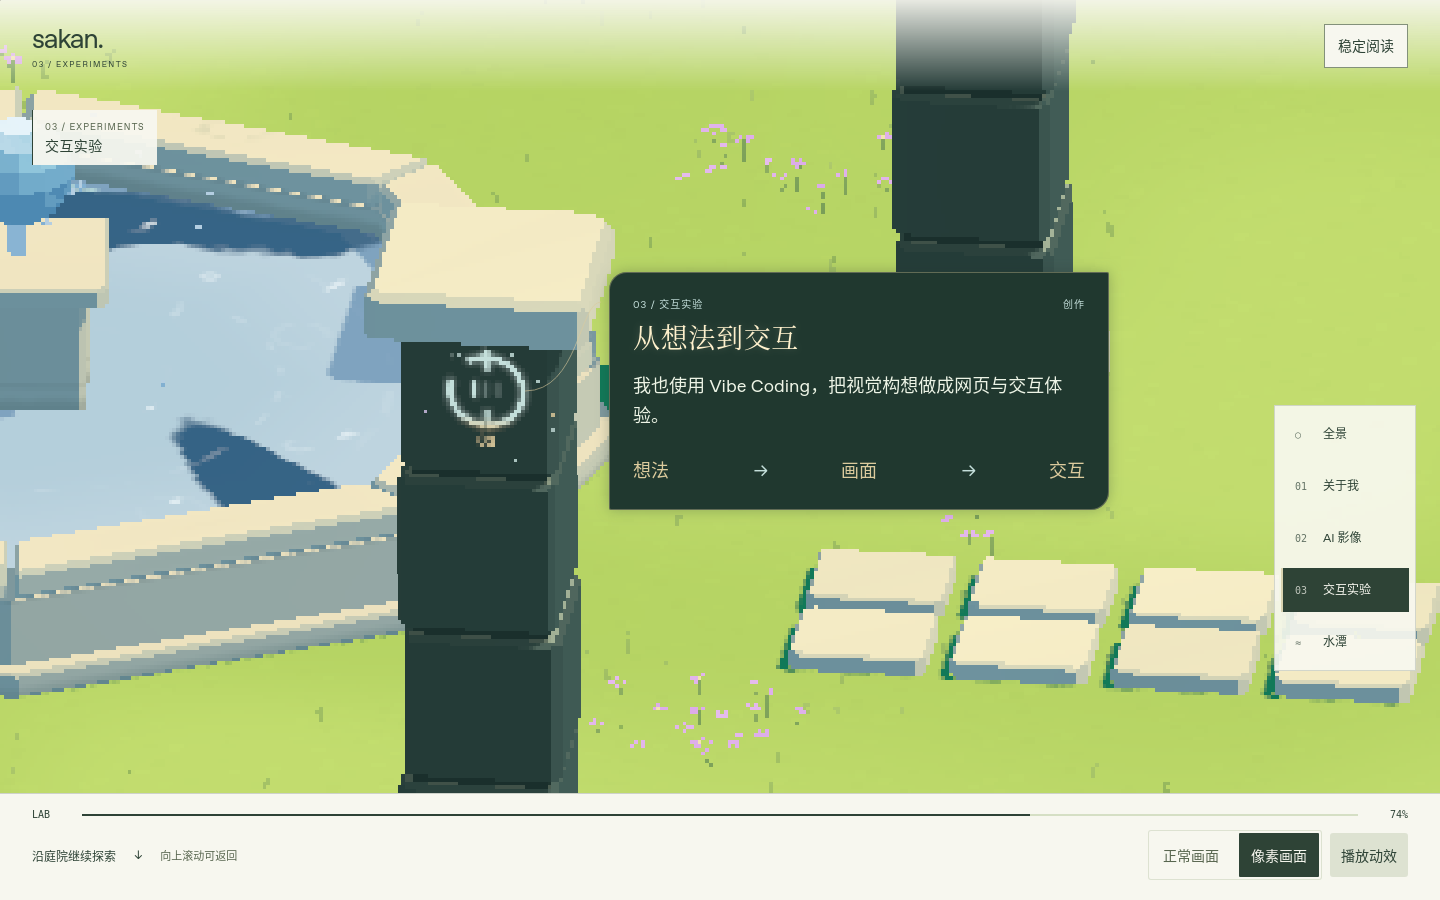 sakan.
03 / EXPERIMENTS
稳定阅读
03 / EXPERIMENTS
交互实验
03 / 交互实验
创作
从想法到交互
我也使用 Vibe Coding，把视觉构想做成网页与交互体
验。
想法 → 画面 → 交互
○ 全景
01 关于我
02 AI 影像
03 交互实验
≈ 水潭
LAB
74%
沿庭院继续探索 ↓ 向上滚动可返回
正常画面 像素画面 播放动效